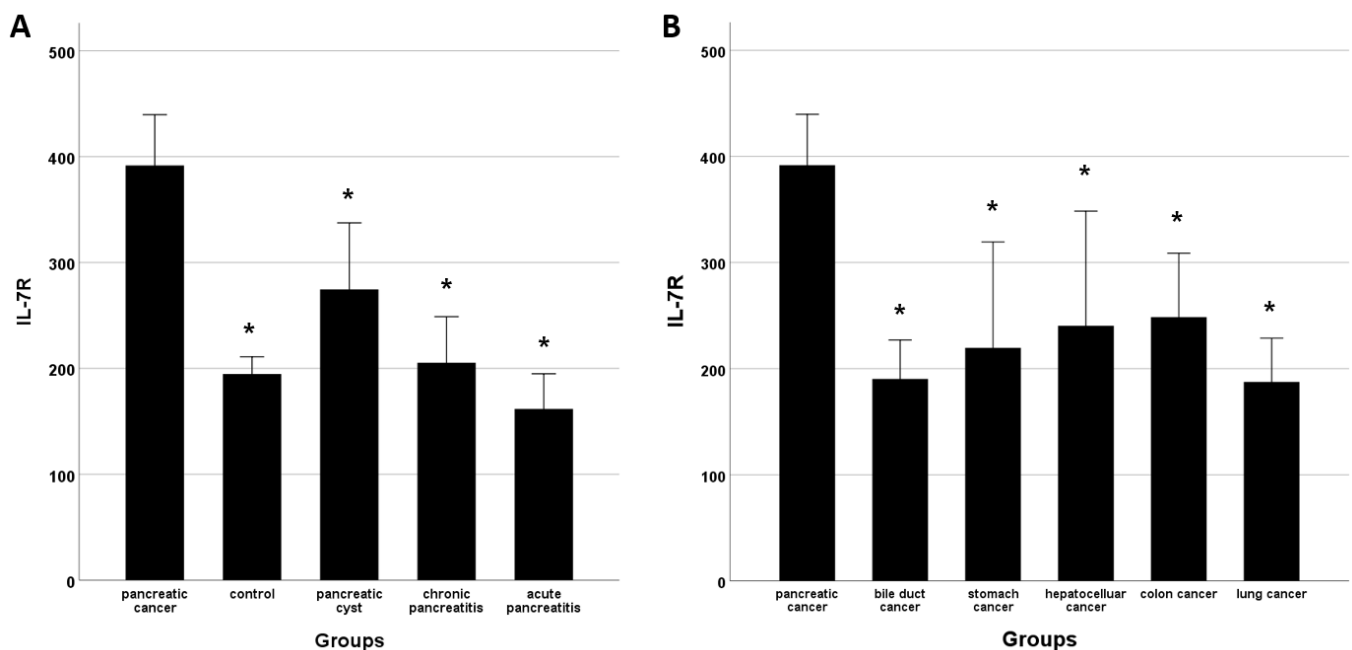 A
500
400
300
200
100
0
IL-7R
*
*
*
*
pancreatic
cancer
control
pancreatic
cyst
chronic
pancreatitis
acute
pancreatitis
Groups
B
500
400
300
200
100
0
IL-7R
*
*
*
*
*
pancreatic
cancer
bile duct
cancer
stomach
cancer
hepatocelluar
cancer
colon cancer
lung cancer
Groups